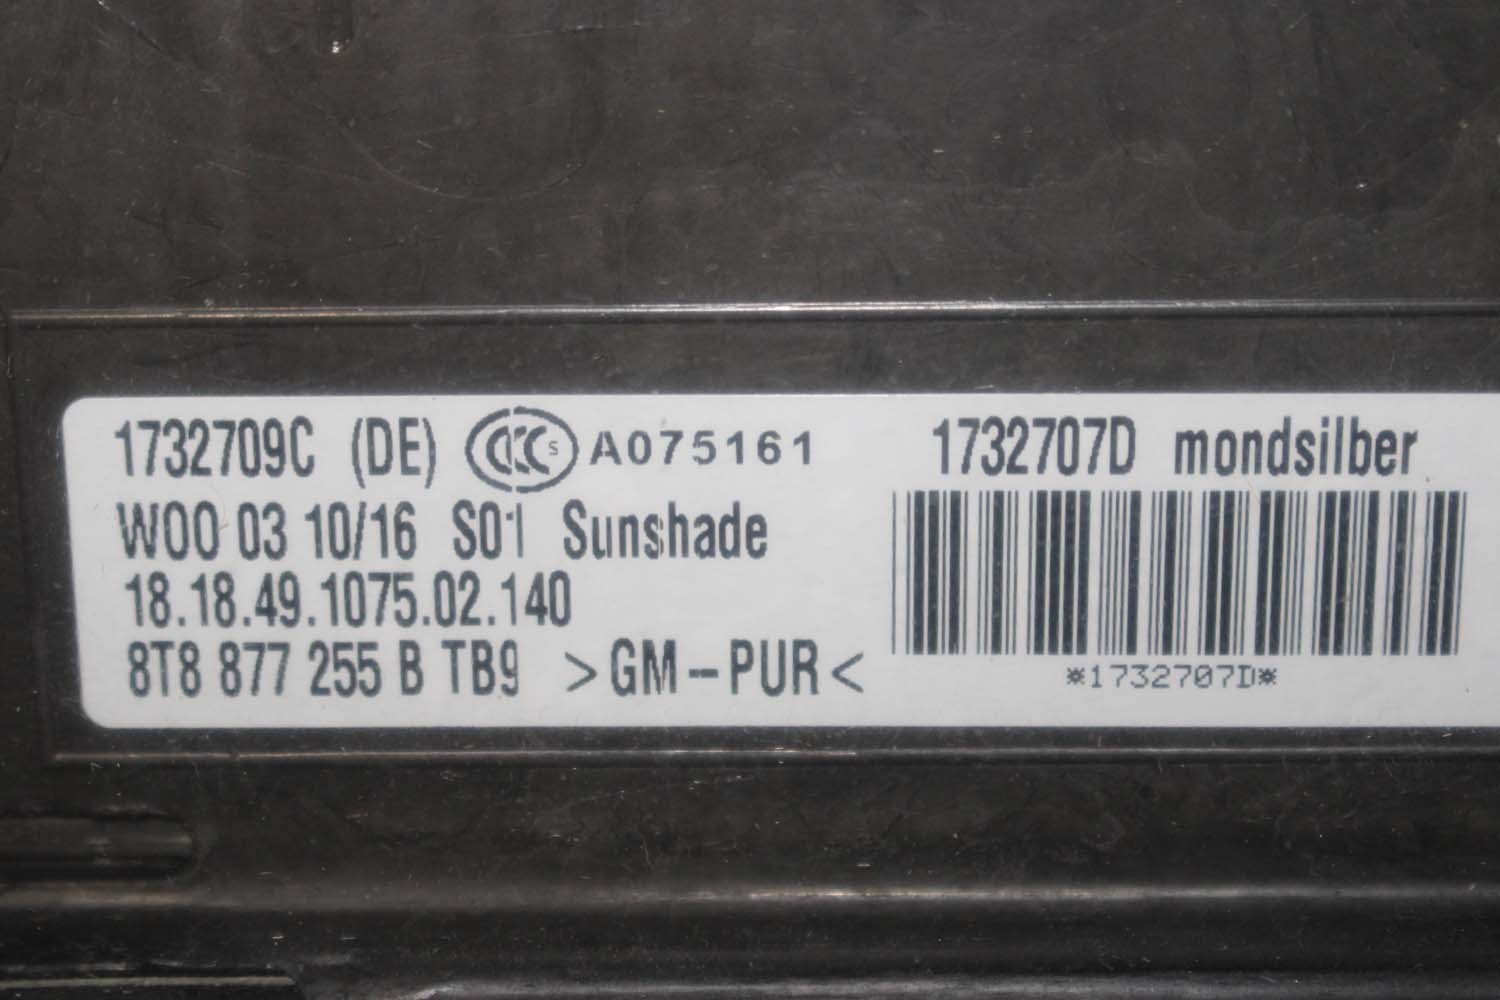 1732709C (DE) CCC S A075161 1732707D mondsilber
W00 03 10/16 S01 Sunshade
18.18.49.1075.02.140
8T8 877 255 B TB9 >GM-PUR<
*1732707D*